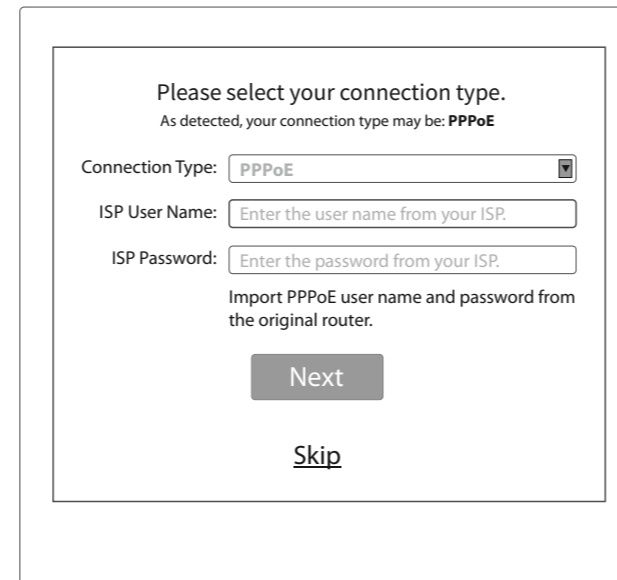 Please select your connection type.
As detected, your connection type may be: PPPoE
Connection Type: PPPoE
ISP User Name: Enter the user name from your ISP.
ISP Password: Enter the password from your ISP.
Import PPPoE user name and password from
the original router.
Next
Skip